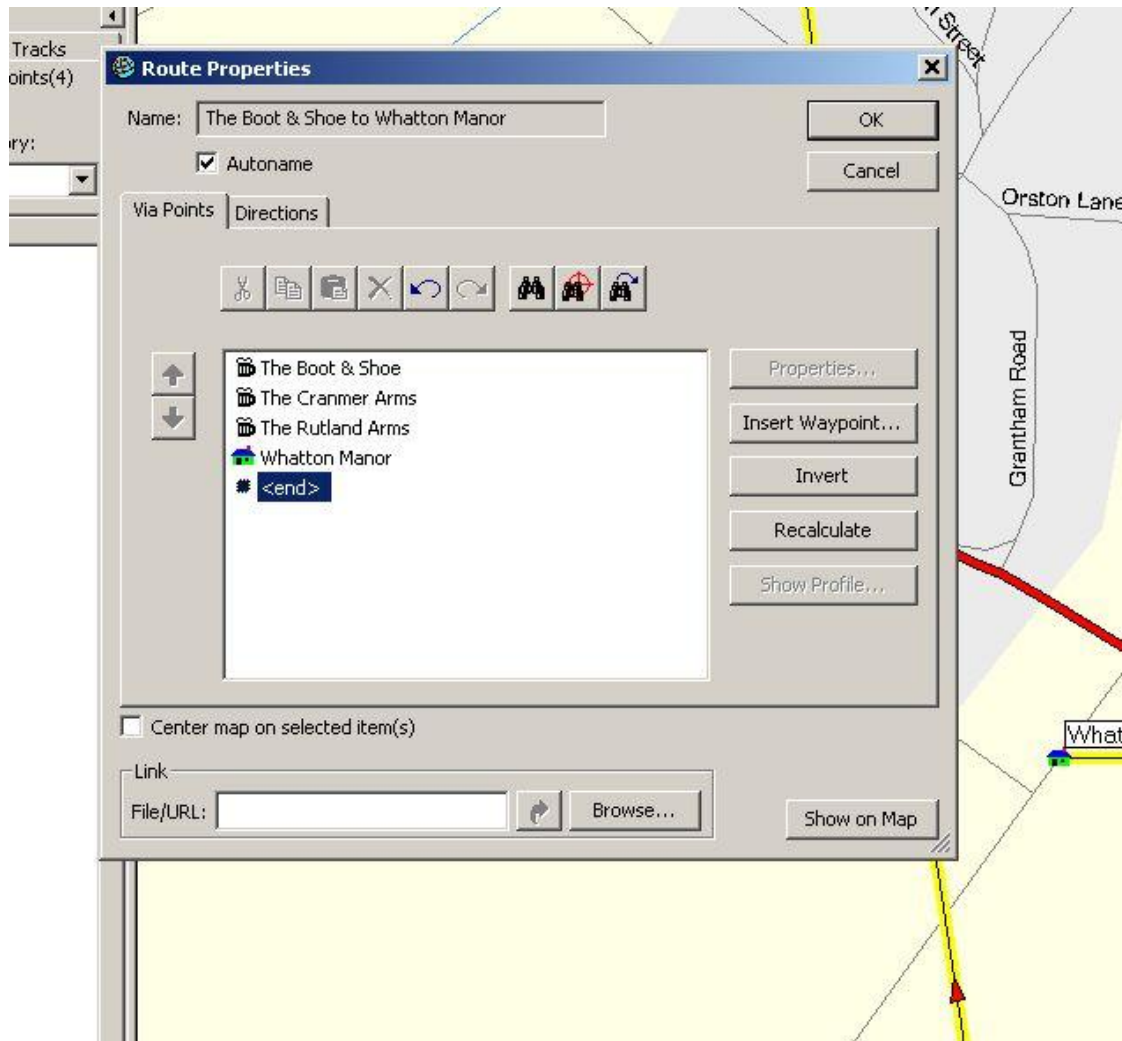 Tracks
oints(4)
ry:
Route Properties
Name: The Boot & Shoe to Whatton Manor
OK
Autoname
Cancel
Via Points
Directions
The Boot & Shoe
The Cranmer Arms
The Rutland Arms
Whatton Manor
<end>
Properties...
Insert Waypoint...
Invert
Recalculate
Show Profile...
Center map on selected item(s)
Link
File/URL:
Browse...
Show on Map
Street
Orston Lane
Grantham Road
What